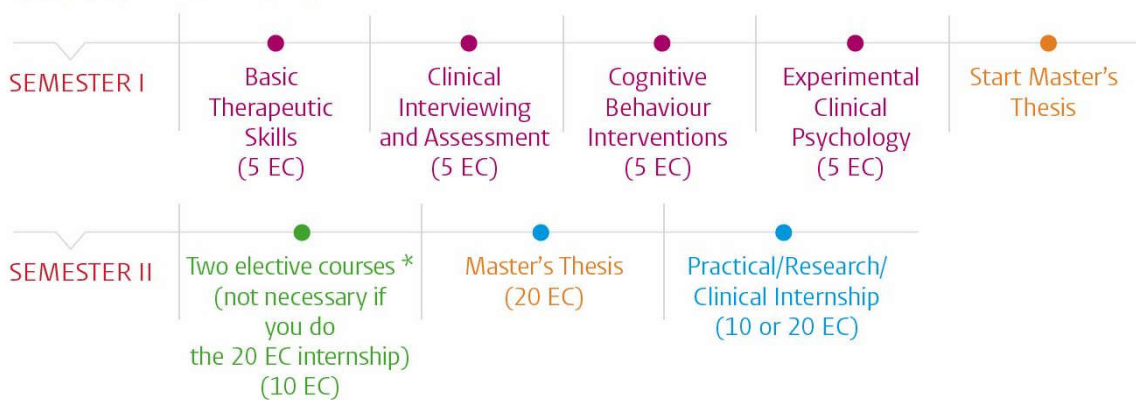 SEMESTER I
Basic
Therapeutic
Skills
(5 EC)
Clinical
Interviewing
and Assessment
(5 EC)
Cognitive
Behaviour
Interventions
(5 EC)
Experimental
Clinical
Psychology
(5 EC)
Start Master's
Thesis
SEMESTER II
Two elective courses *
(not necessary if
you do
the 20 EC internship)
(10 EC)
Master's Thesis
(20 EC)
Practical/Research/
Clinical Internship
(10 or 20 EC)